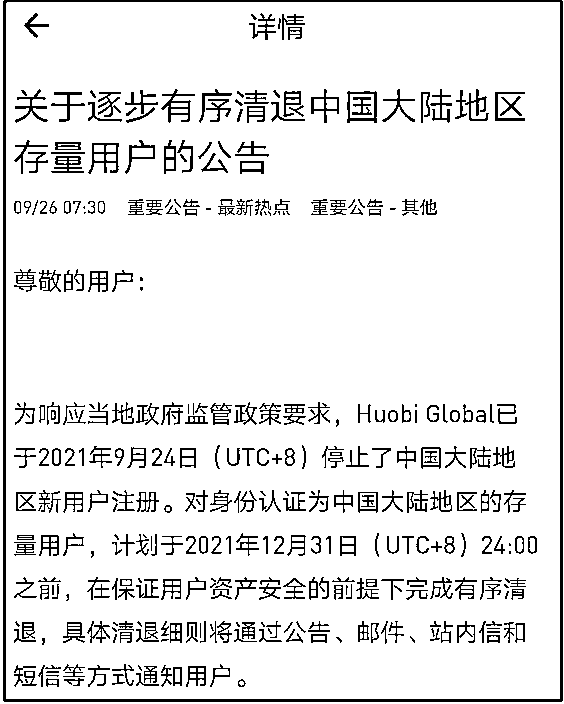 详情
关于逐步有序清退中国大陆地区
存量用户的公告
09/26 07:30 重要公告 - 最新热点 重要公告 - 其他
尊敬的用户：
为响应当地政府监管政策要求，Huobi Global已
于2021年9月24日（UTC+8）停止了中国大陆地
区新用户注册。对身份认证为中国大陆地区的存
量用户，计划于2021年12月31日（UTC+8）24:00
之前，在保证用户资产安全的前提下完成有序清
退，具体清退细则将通过公告、邮件、站内信和
短信等方式通知用户。